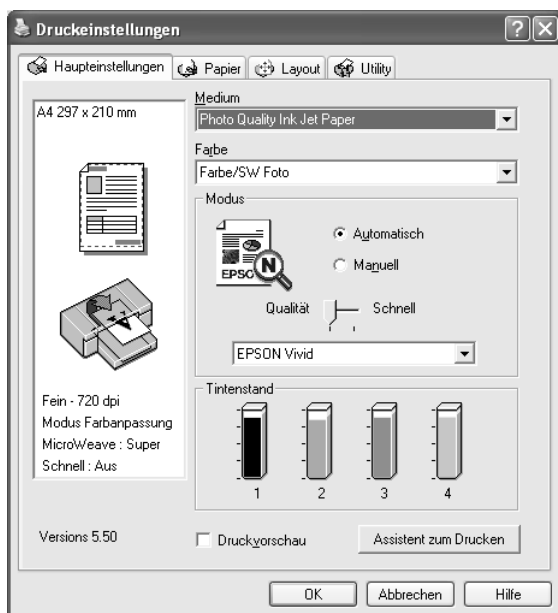 Druckeinstellungen
Haupteinstellungen Papier Layout Utility
A4 297 x 210 mm
Medium
Photo Quality Ink Jet Paper
Farbe
Farbe/SW Foto
Modus
EPSO
N
Automatisch
Manuell
Qualität Schnell
EPSON Vivid
Fein - 720 dpi
Modus Farbanpassung
MicroWeave : Super
Schnell : Aus
Tintenstand
1 2 3 4
Versions 5.50
Druckvorschau
Assistent zum Drucken
OK Abbrechen Hilfe